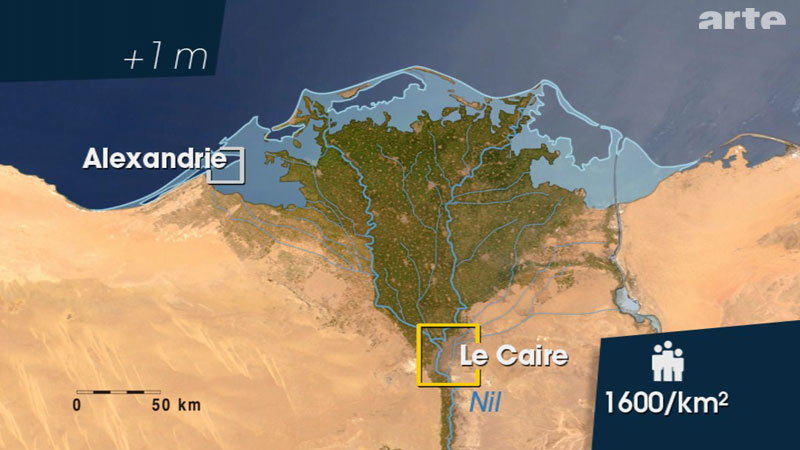 arte
+1 m
Alexandrie
Le Caire
Nil
0 50 km
1600/km²